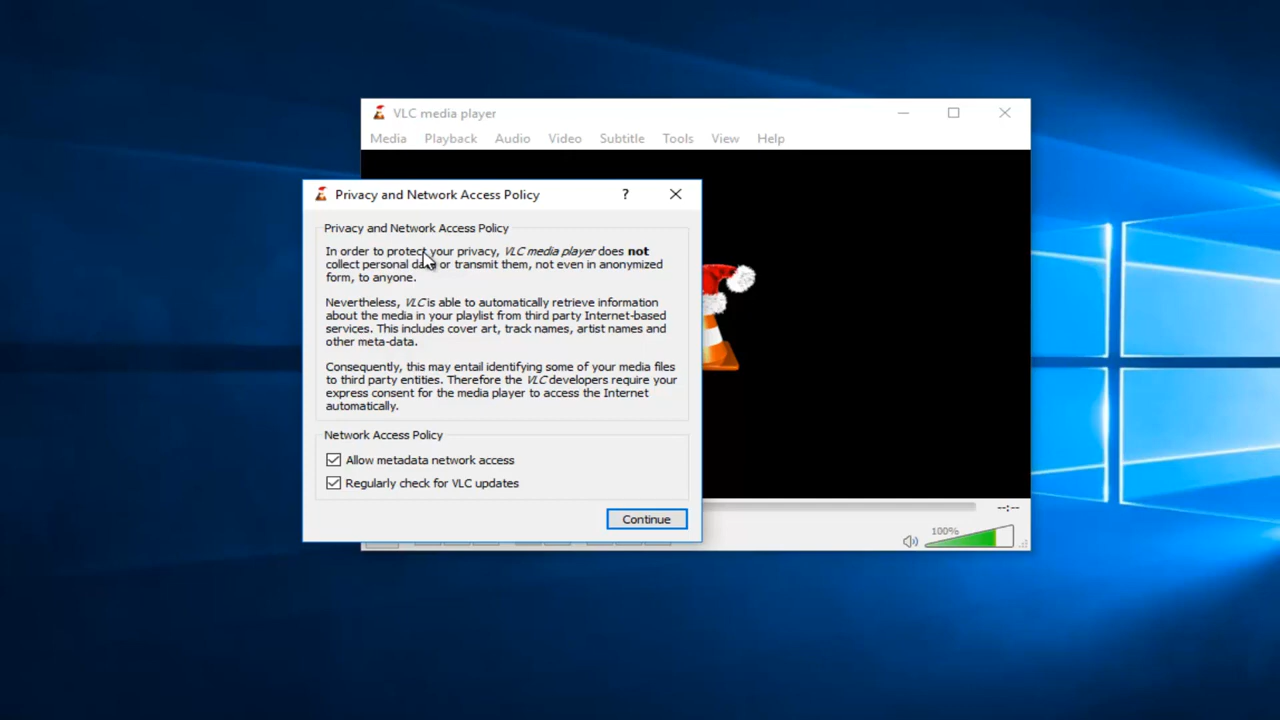 VLC media player
Media Playback Audio Video Subtitle Tools View Help
Privacy and Network Access Policy ?
Privacy and Network Access Policy
In order to protect your privacy, VLC media player does not
collect personal data or transmit them, not even in anonymized
form, to anyone.
Nevertheless, VLC is able to automatically retrieve information
about the media in your playlist from third party Internet-based
services. This includes cover art, track names, artist names and
other meta-data.
Consequently, this may entail identifying some of your media files
to third party entities. Therefore the VLC developers require your
express consent for the media player to access the Internet
automatically.
Network Access Policy
Allow metadata network access
Regularly check for VLC updates
Continue
--:--
100%